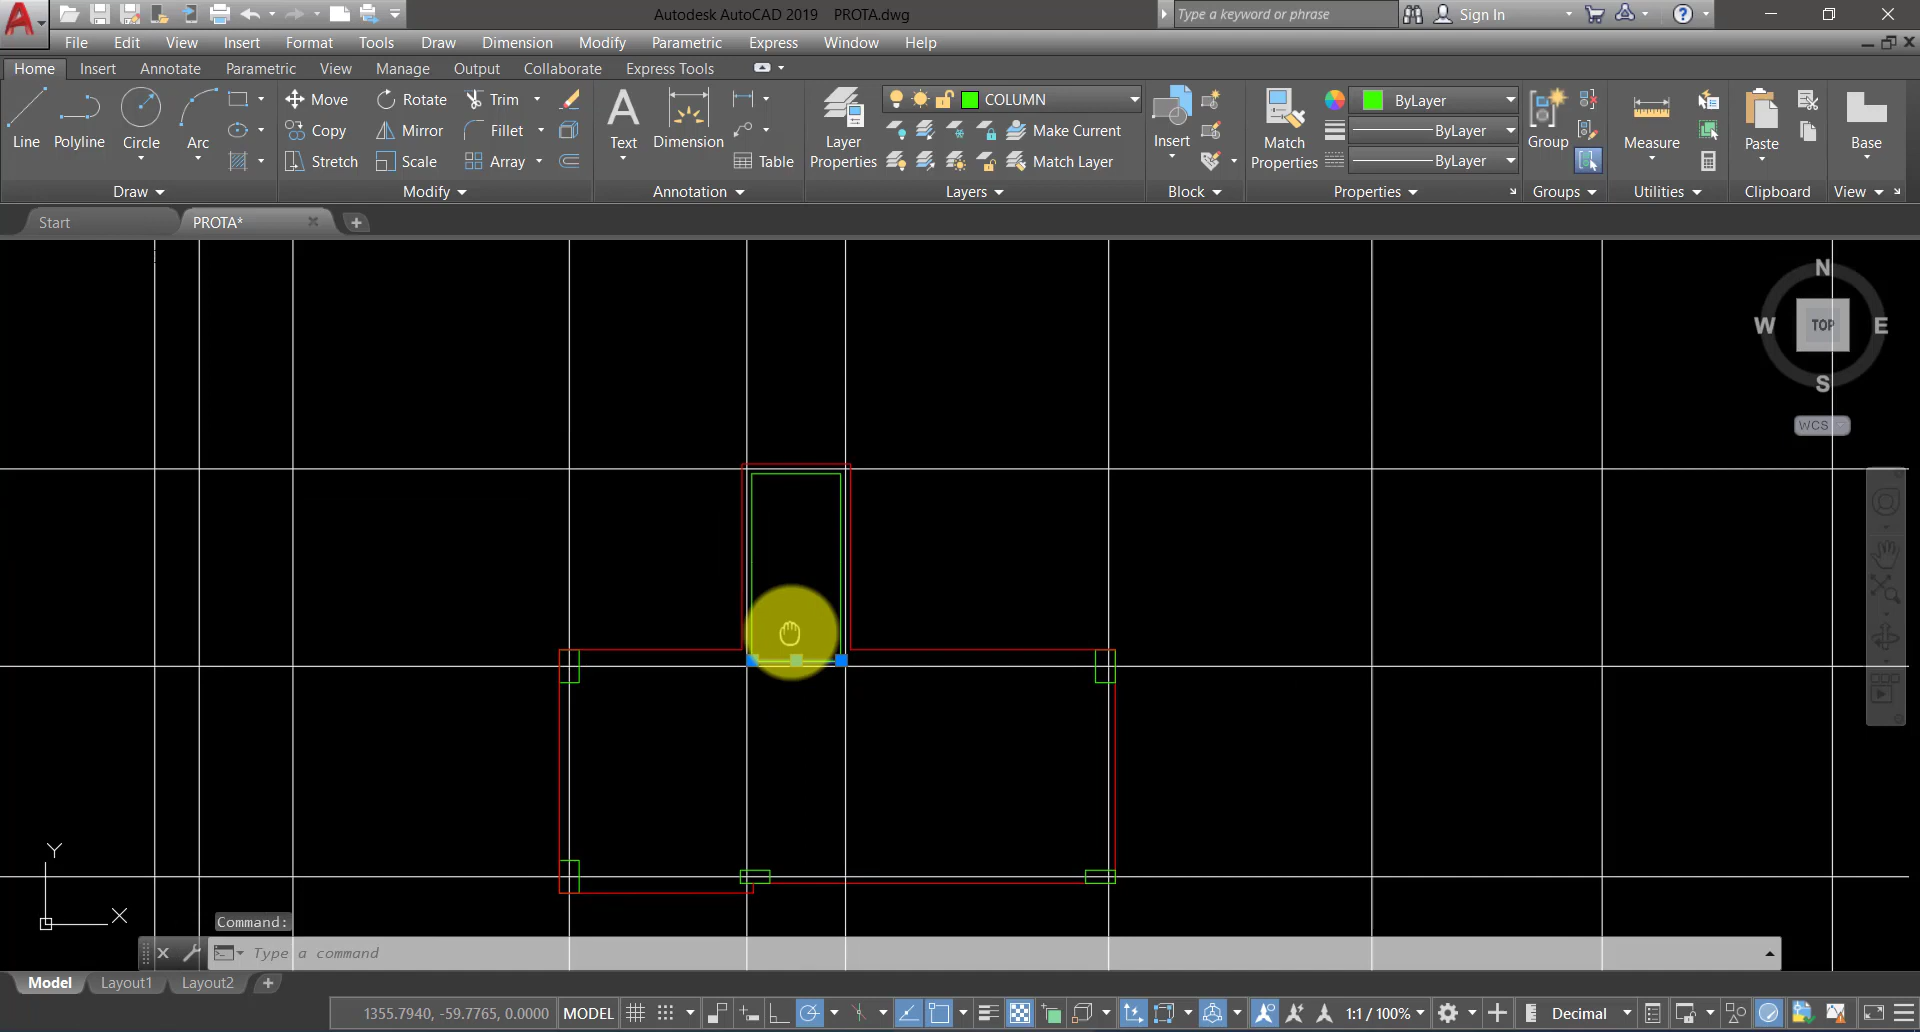 Autodesk AutoCAD 2019 PROTA.dwg
Type a keyword or phrase
Sign In
File Edit View Insert Format Tools Draw Dimension Modify Parametric Express Window Help
Home Insert Annotate Parametric View Manage Output Collaborate Express Tools
Line Polyline Circle Arc
Move Rotate Trim
Copy Mirror Fillet
Stretch Scale Array
Text Dimension Table
Layer Properties
COLUMN
Make Current
Match Layer
Insert
Match Properties
ByLayer
ByLayer
ByLayer
Group
Measure
Paste
Base
Draw Modify Annotation Layers Block Properties Groups Utilities Clipboard View
Start PROTA*
N
W TOP E
S
WCS
Y
X
Command:
Type a command
Model Layout1 Layout2
1355.7940, -59.7765, 0.0000 MODEL 1:1 / 100% Decimal